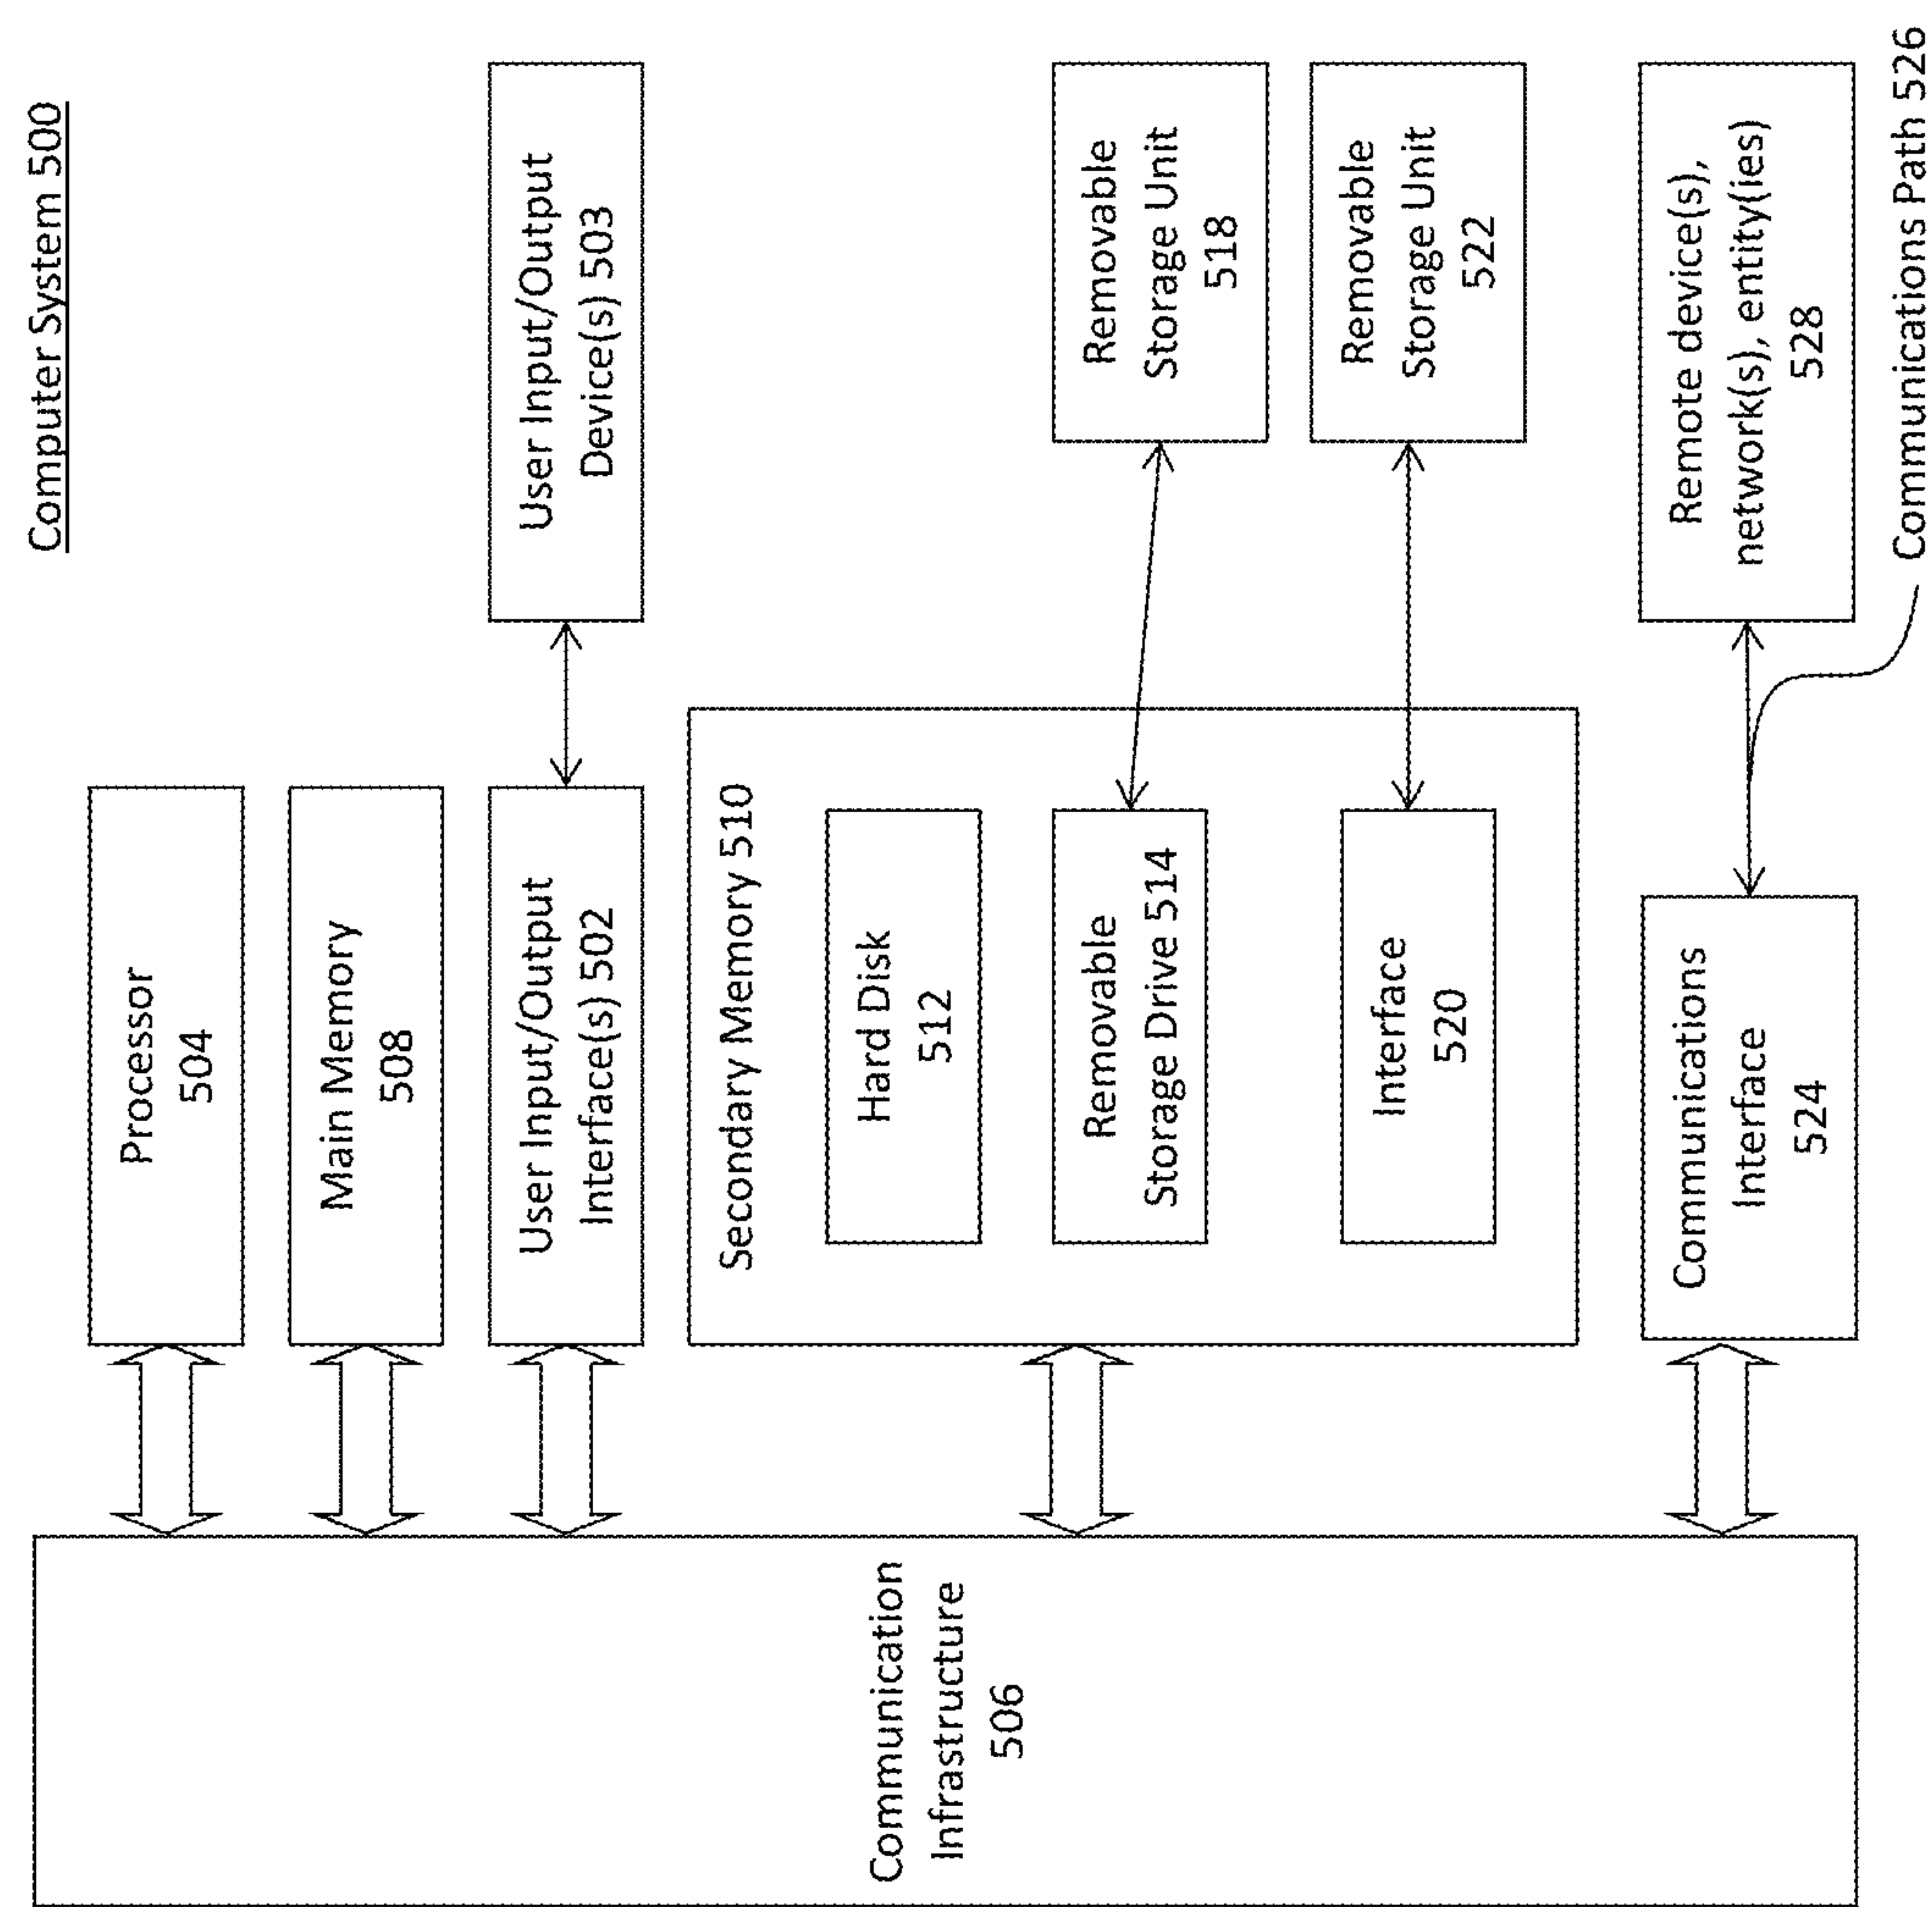 Computer System 500
Processor
504
Main Memory
508
User Input/Output
Interface(s) 502
User Input/Output
Device(s) 503
Secondary Memory 510
Hard Disk
512
Removable
Storage Drive 514
Removable
Storage Unit
518
Interface
520
Removable
Storage Unit
522
Communications
Interface
524
Remote device(s),
network(s), entity(ies)
528
Communications Path 526
Communication
Infrastructure
506